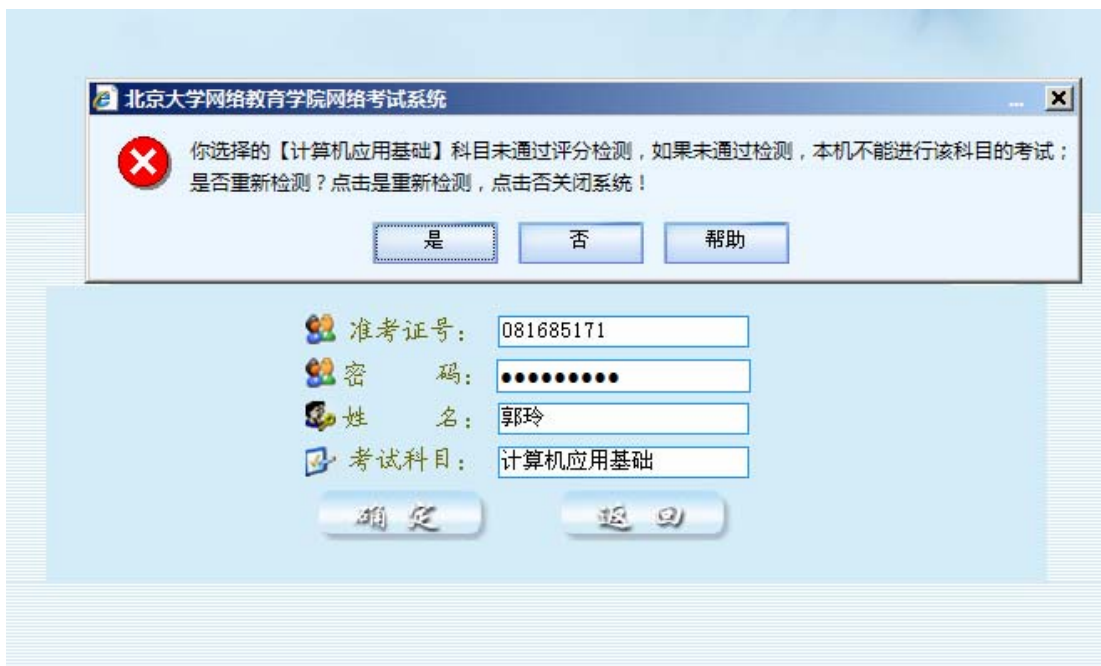 北京大学网络教育学院网络考试系统
你选择的【计算机应用基础】科目未通过评分检测，如果未通过检测，本机不能进行该科目的考试；
是否重新检测？点击是重新检测，点击否关闭系统！
是 否 帮助
准考证号： 081685171
密 码： ●●●●●●●●●
姓 名： 郭玲
考试科目： 计算机应用基础
确定 返回